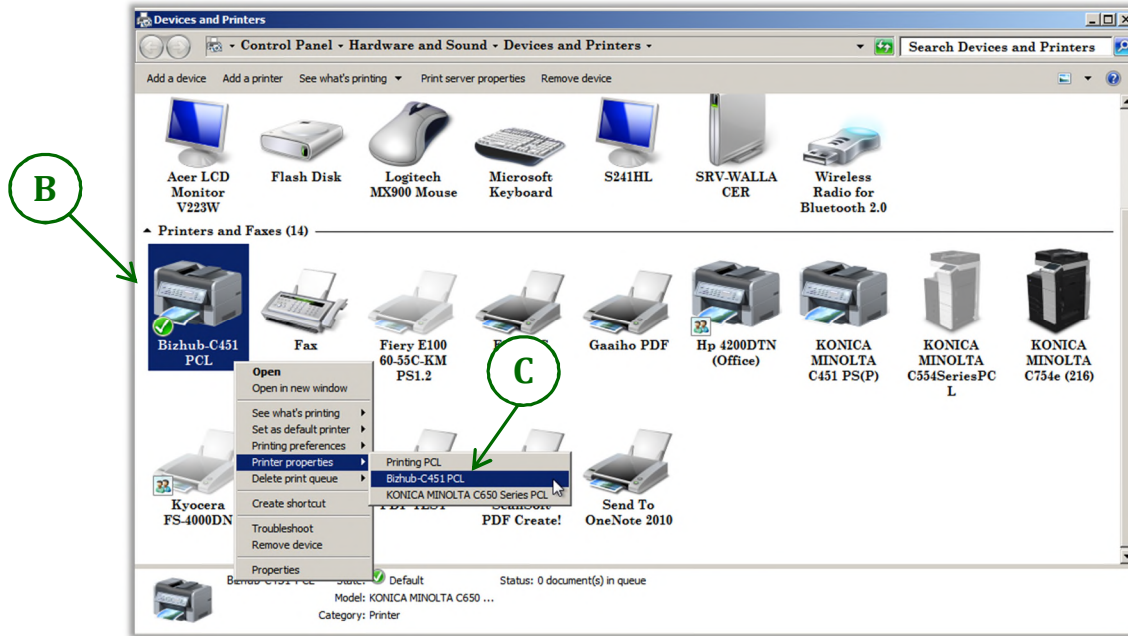 Devices and Printers
Control Panel - Hardware and Sound - Devices and Printers -
Search Devices and Printers
Add a device Add a printer See what's printing Print server properties Remove device
Acer LCD
Monitor
V223W
Flash Disk
Logitech
MX900 Mouse
Microsoft
Keyboard
S241HL
SRV-WALLA
CER
Wireless
Radio for
Bluetooth 2.0
B
Printers and Faxes (14)
Bizhub-C451
PCL
Fax
Fiery E100
60-55C-KM
PS1.2
Gaaiho PDF
Hp 4200DTN
(Office)
KONICA
MINOLTA
C451 PS(P)
KONICA
MINOLTA
C554SeriesPC
L
KONICA
MINOLTA
C754e (216)
C
Open
Open in new window
See what's printing
Set as default printer
Printing preferences
Printer properties
Delete print queue
Create shortcut
Troubleshoot
Remove device
Properties
Printing PCL
Bizhub-C451 PCL
KONICA MINOLTA C650 Series PCL
Kyocera
FS-4000DN
PDF TEST
ScanSoft
PDF Create!
Send To
OneNote 2010
Bizhub-C451 PCL State: Default Status: 0 document(s) in queue
Model: KONICA MINOLTA C650 ...
Category: Printer